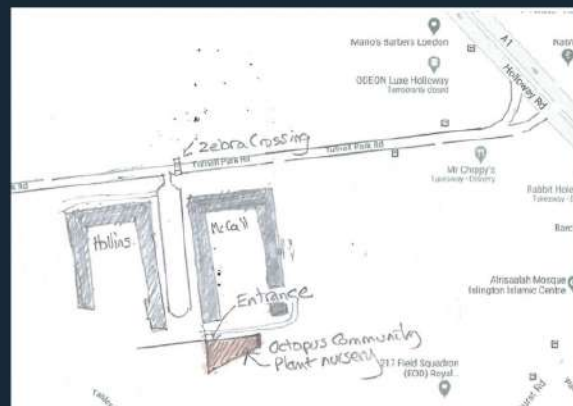 Mario's Barbers London
A1
Holloway Rd
ODEON Luxe Holloway
Temporarily closed
Zebra Crossing
Tufnell Park Rd
Tufnell Park Rd
Rd
Mr Chippy's
Takeaway • Delivery
Rabbit Hole
Hollins
McCall
Alrisaalah Mosque
Islington Islamic Centre
Entrance
Octopus Community
Plant nursery
217 Field Squadron
(EOD) Royal...